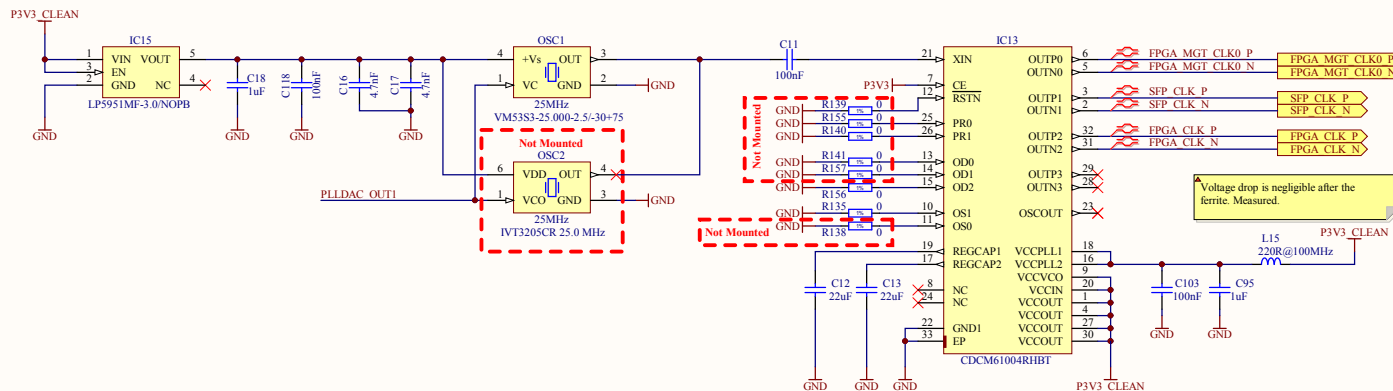 P3V3_CLEAN
IC15
1 VIN VOUT 5
3 EN
2 GND NC 4
LP5951MF-3.0/NOPB
GND
C18
1uF
GND
C118
100nF
GND
C16
4.7nF
C17
4.7nF
GND
OSC1
4 +Vs OUT 3
1 VC GND 2
GND
25MHz
VM53S3-25.000-2.5/-30+75
Not Mounted
OSC2
6 VDD OUT 4
1 VCO GND 3
GND
25MHz
IVT3205CR 25.0 MHz
PLLDAC_OUT1
C11
100nF
P3V3
Not Mounted
GND R139 0 1%
GND R155 0 1%
GND R140 0 1%
GND R141 0 1%
GND R157 0 1%
GND R156 0 1%
GND R135 0 1%
Not Mounted
GND R138 0 1%
C12
22uF
GND
C13
22uF
GND
GND
IC13
21 XIN
7 CE
12 RSTN
25 PR0
26 PR1
13 OD0
14 OD1
15 OD2
10 OS1
11 OS0
19 REGCAP1
17 REGCAP2
8 NC
24 NC
22 GND1
33 EP
OUTP0 6 FPGA_MGT_CLK0_P FPGA_MGT_CLK0_P
OUTN0 5 FPGA_MGT_CLK0_N FPGA_MGT_CLK0_N
OUTP1 3 SFP_CLK_P SFP_CLK_P
OUTN1 2 SFP_CLK_N SFP_CLK_N
OUTP2 32 FPGA_CLK_P FPGA_CLK_P
OUTN2 31 FPGA_CLK_N FPGA_CLK_N
OUTP3 29
OUTN3 28
OSCOUT 23
VCCPLL1 18
VCCPLL2 16
VCCVCO 9
VCCIN 20
VCCOUT 1
VCCOUT 4
VCCOUT 27
VCCOUT 30
CDCM61004RHBT
P3V3_CLEAN
Voltage drop is negligible after the
ferrite. Measured.
P3V3_CLEAN
L15
220R@100MHz
C103
100nF
GND
C95
1uF
GND